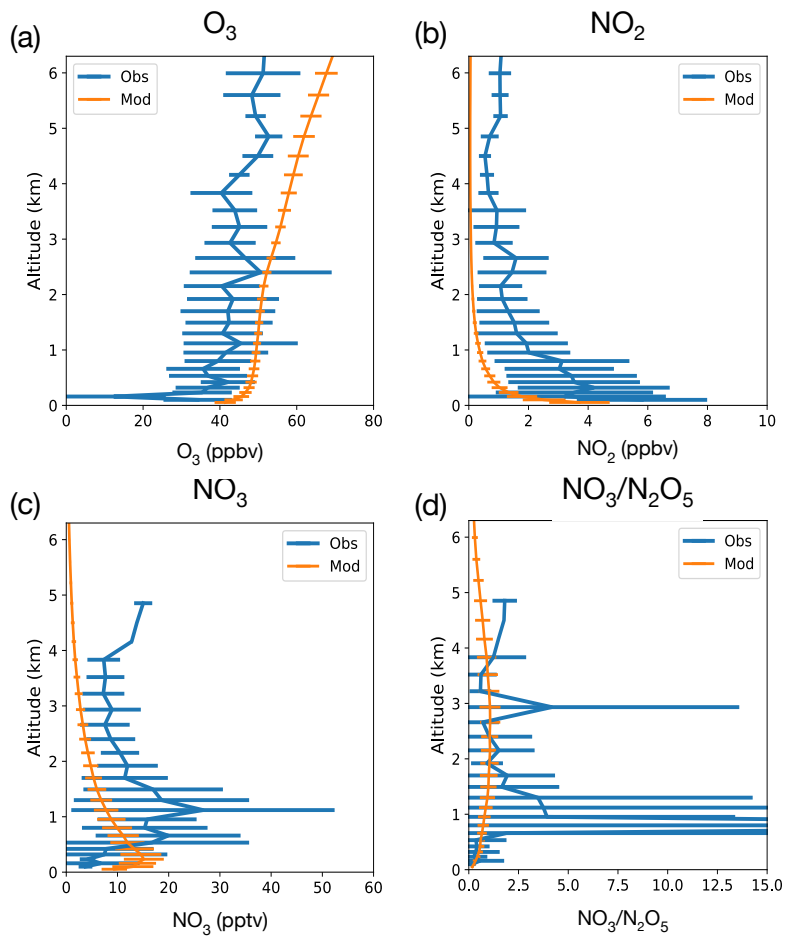 (a)
O₃
Obs
Mod
6
5
4
3
2
1
0
Altitude (km)
0 20 40 60 80
O₃ (ppbv)
(b)
NO₂
Obs
Mod
6
5
4
3
2
1
0
Altitude (km)
0 2 4 6 8 10
NO₂ (ppbv)
(c)
NO₃
Obs
Mod
6
5
4
3
2
1
0
Altitude (km)
0 10 20 30 40 50 60
NO₃ (pptv)
(d)
NO₃/N₂O₅
Obs
Mod
6
5
4
3
2
1
0
Altitude (km)
0.0 2.5 5.0 7.5 10.0 12.5 15.0
NO₃/N₂O₅